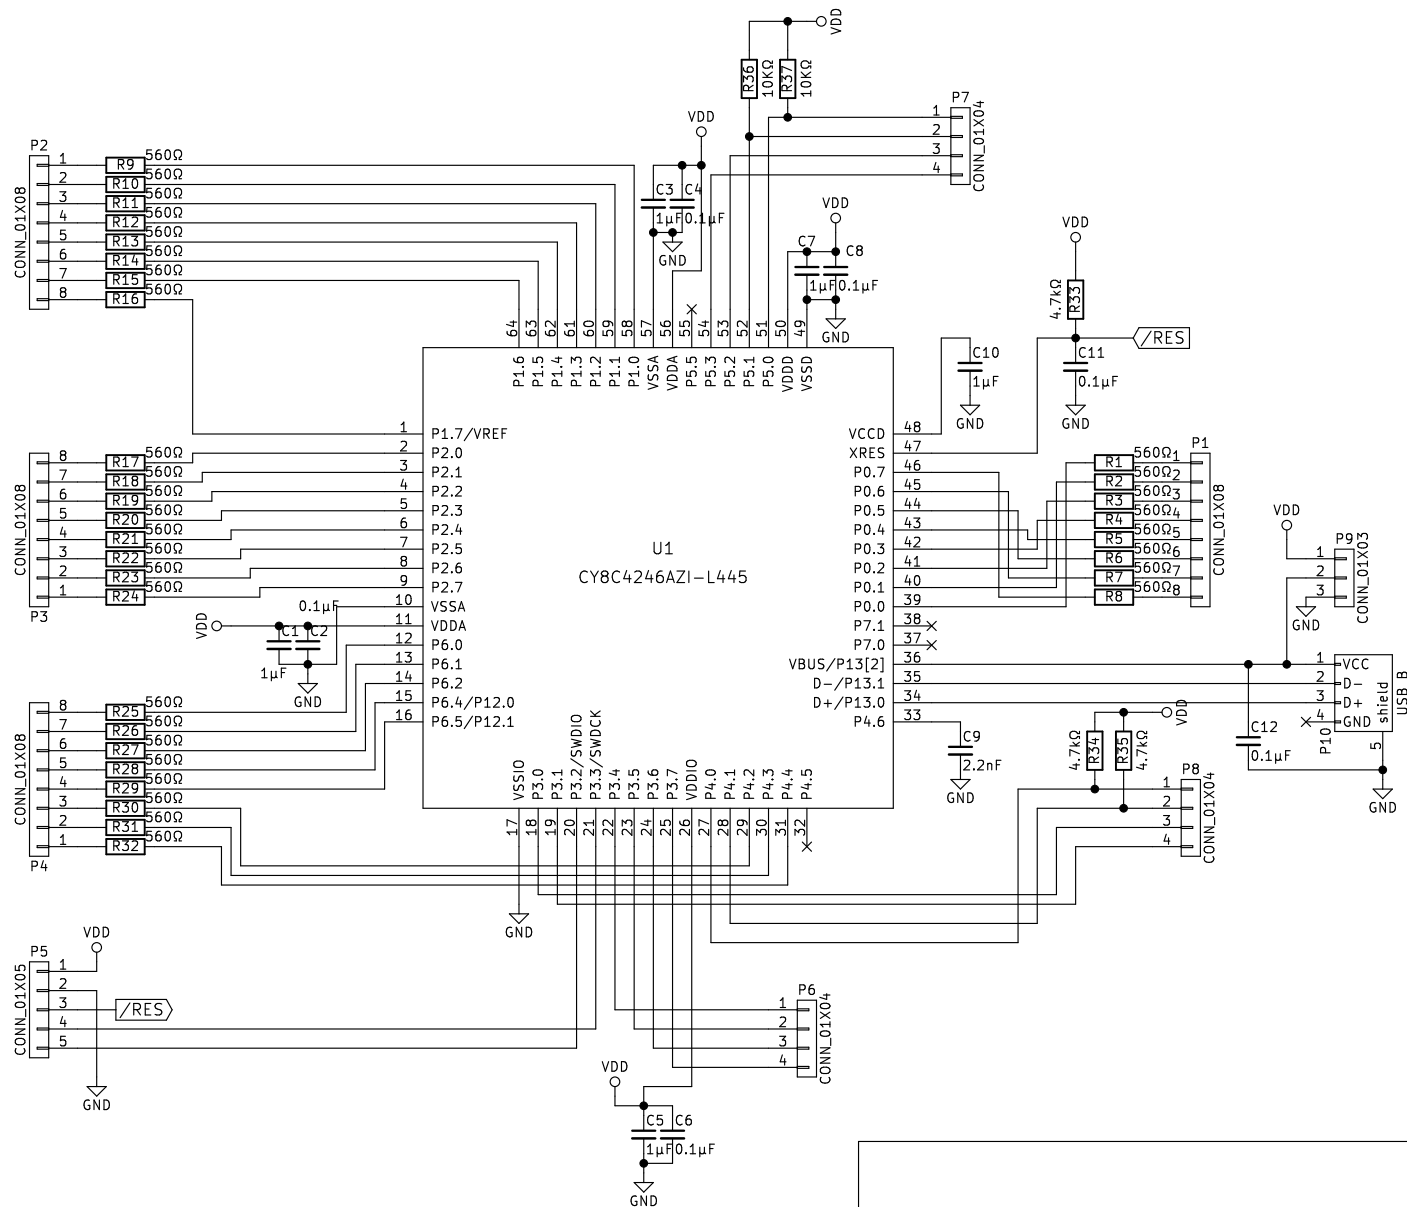 VDD
R36
10KΩ
R37
10KΩ
P7
CONN_01X04
1
2
3
4
VDD
C3
1µF
C4
0.1µF
GND
VDD
C7
1µF
C8
0.1µF
GND
P2
CONN_01X08
1 R9 560Ω
2 R10 560Ω
3 R11 560Ω
4 R12 560Ω
5 R13 560Ω
6 R14 560Ω
7 R15 560Ω
8 R16 560Ω
VDD
4.7kΩ
R33
/RES
C11
0.1µF
GND
C10
1µF
GND
64 63 62 61 60 59 58 57 56 55 54 53 52 51 50 49
P1.6 P1.5 P1.4 P1.3 P1.2 P1.1 P1.0 VSSA VDDA P5.5 P5.3 P5.2 P5.1 P5.0 VDDD VSSD
1 P1.7/VREF
2 P2.0
3 P2.1
4 P2.2
5 P2.3
6 P2.4
7 P2.5
8 P2.6
9 P2.7
10 VSSA
11 VDDA
12 P6.0
13 P6.1
14 P6.2
15 P6.4/P12.0
16 P6.5/P12.1
U1
CY8C4246AZI-L445
VCCD 48
XRES 47
P0.7 46
P0.6 45
P0.5 44
P0.4 43
P0.3 42
P0.2 41
P0.1 40
P0.0 39
P7.1 38
P7.0 37
VBUS/P13[2] 36
D-/P13.1 35
D+/P13.0 34
P4.6 33
VSSIO P3.0 P3.1 P3.2/SWDIO P3.3/SWDCK P3.4 P3.5 P3.6 P3.7 VDDIO P4.0 P4.1 P4.2 P4.3 P4.4 P4.5
17 18 19 20 21 22 23 24 25 26 27 28 29 30 31 32
8 R17 560Ω
7 R18 560Ω
6 R19 560Ω
5 R20 560Ω
4 R21 560Ω
3 R22 560Ω
2 R23 560Ω
1 R24 560Ω
CONN_01X08
P3
0.1µF
VDD
C1
C2
1µF
GND
P1
CONN_01X08
R1 560Ω 1
R2 560Ω 2
R3 560Ω 3
R4 560Ω 4
R5 560Ω 5
R6 560Ω 6
R7 560Ω 7
R8 560Ω 8
VDD
P9
CONN_01X03
1
2
3
GND
1 VCC
2 D-
3 D+
4 GND
shield
5
USB B
P10
C12
0.1µF
GND
C9
2.2nF
GND
VDD
4.7kΩ
R34
R35
4.7kΩ
P8
CONN_01X04
1
2
3
4
8 R25 560Ω
7 R26 560Ω
6 R27 560Ω
5 R28 560Ω
4 R29 560Ω
3 R30 560Ω
2 R31 560Ω
1 R32 560Ω
CONN_01X08
P4
GND
VDD
P5
CONN_01X05
1
2
3
4
5
/RES
GND
P6
CONN_01X04
1
2
3
4
VDD
C5
1µF
C6
0.1µF
GND